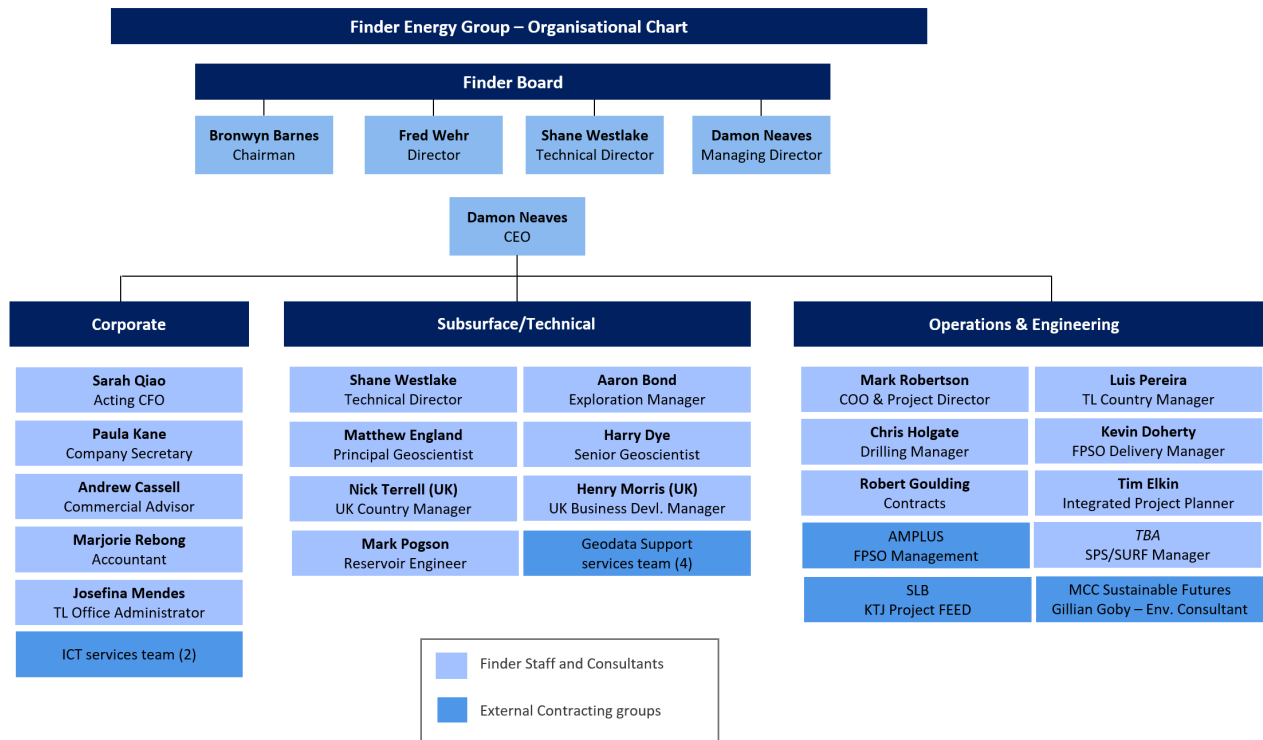 Finder Energy Group – Organisational Chart
Finder Board
Bronwyn Barnes
Chairman
Fred Wehr
Director
Shane Westlake
Technical Director
Damon Neaves
Managing Director
Damon Neaves
CEO
Corporate
Sarah Qiao
Acting CFO
Paula Kane
Company Secretary
Andrew Cassell
Commercial Advisor
Marjorie Rebong
Accountant
Josefina Mendes
TL Office Administrator
ICT services team (2)
Subsurface/Technical
Shane Westlake
Technical Director
Aaron Bond
Exploration Manager
Matthew England
Principal Geoscientist
Harry Dye
Senior Geoscientist
Nick Terrell (UK)
UK Country Manager
Henry Morris (UK)
UK Business Devl. Manager
Mark Pogson
Reservoir Engineer
Geodata Support
services team (4)
Operations & Engineering
Mark Robertson
COO & Project Director
Luis Pereira
TL Country Manager
Chris Holgate
Drilling Manager
Kevin Doherty
FPSO Delivery Manager
Robert Goulding
Contracts
Tim Elkin
Integrated Project Planner
AMPLUS
FPSO Management
TBA
SPS/SURF Manager
SLB
KTJ Project FEED
MCC Sustainable Futures
Gillian Goby – Env. Consultant
Finder Staff and Consultants
External Contracting groups